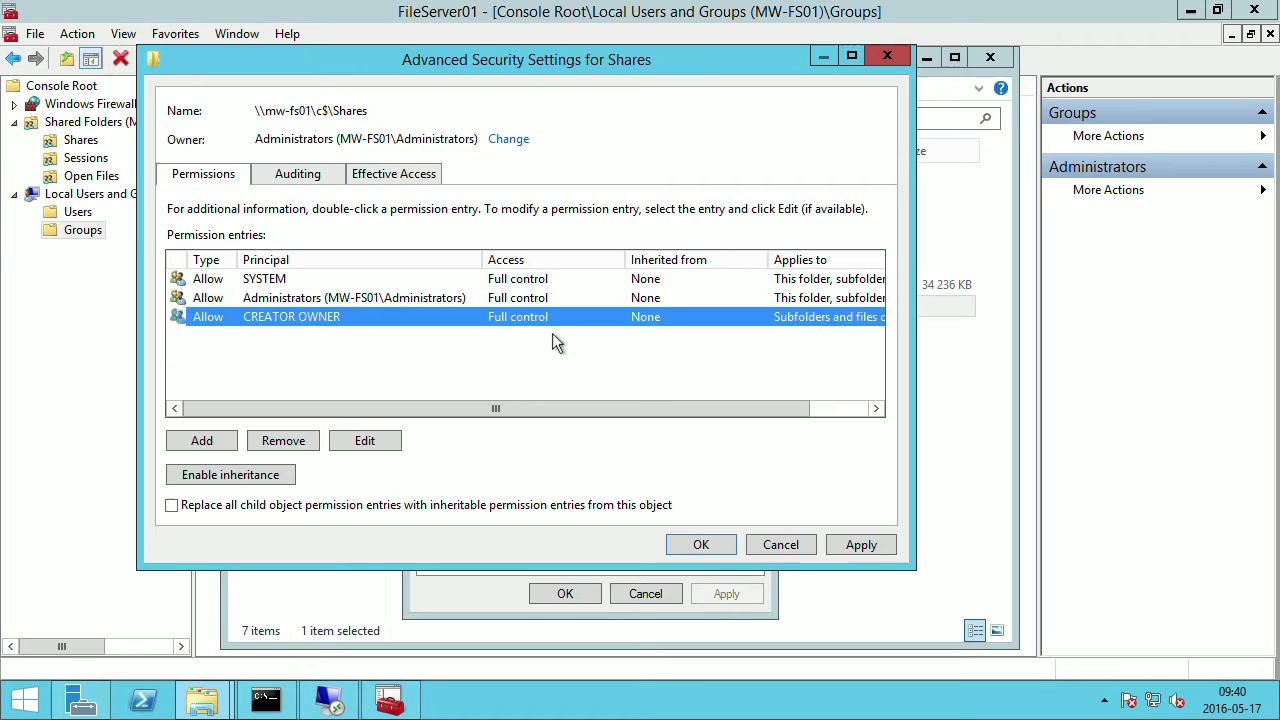 FileServer01 - [Console Root\Local Users and Groups (MW-FS01)\Groups]
File Action View Favorites Window Help
Advanced Security Settings for Shares
Console Root
Windows Firewall
Shared Folders (M
Shares
Sessions
Open Files
Local Users and G
Users
Groups
Name: \\mw-fs01\c$\Shares
Owner: Administrators (MW-FS01\Administrators) Change
Permissions Auditing Effective Access
For additional information, double-click a permission entry. To modify a permission entry, select the entry and click Edit (if available).
Permission entries:
Type Principal Access Inherited from Applies to
Allow SYSTEM Full control None This folder, subfolder
Allow Administrators (MW-FS01\Administrators) Full control None This folder, subfolder
Allow CREATOR OWNER Full control None Subfolders and files o
Add Remove Edit
Enable inheritance
Replace all child object permission entries with inheritable permission entries from this object
OK Cancel Apply
OK Cancel Apply
ze
34 236 KB
7 items 1 item selected
Actions
Groups
More Actions
Administrators
More Actions
09:40
2016-05-17